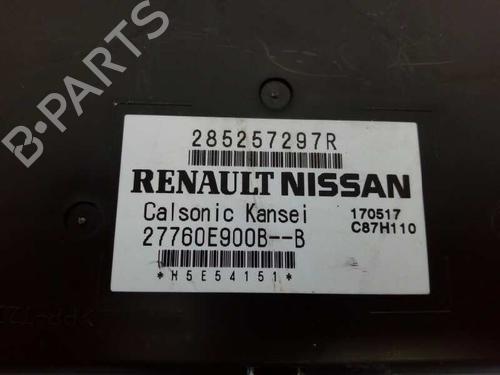 285257297R
RENAULT NISSAN
Calsonic Kansei 170517
27760E900B--B C87H110
*H5E54151*
B-PARTS